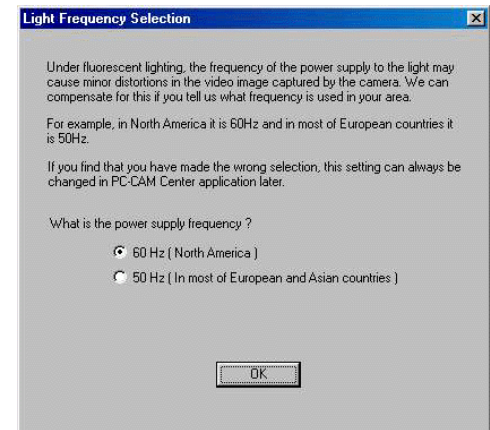 Light Frequency Selection
Under fluorescent lighting, the frequency of the power supply to the light may
cause minor distortions in the video image captured by the camera. We can
compensate for this if you tell us what frequency is used in your area.
For example, in North America it is 60Hz and in most of European countries it
is 50Hz.
If you find that you have made the wrong selection, this setting can always be
changed in PC-CAM Center application later.
What is the power supply frequency ?
60 Hz ( North America )
50 Hz ( In most of European and Asian countries )
OK